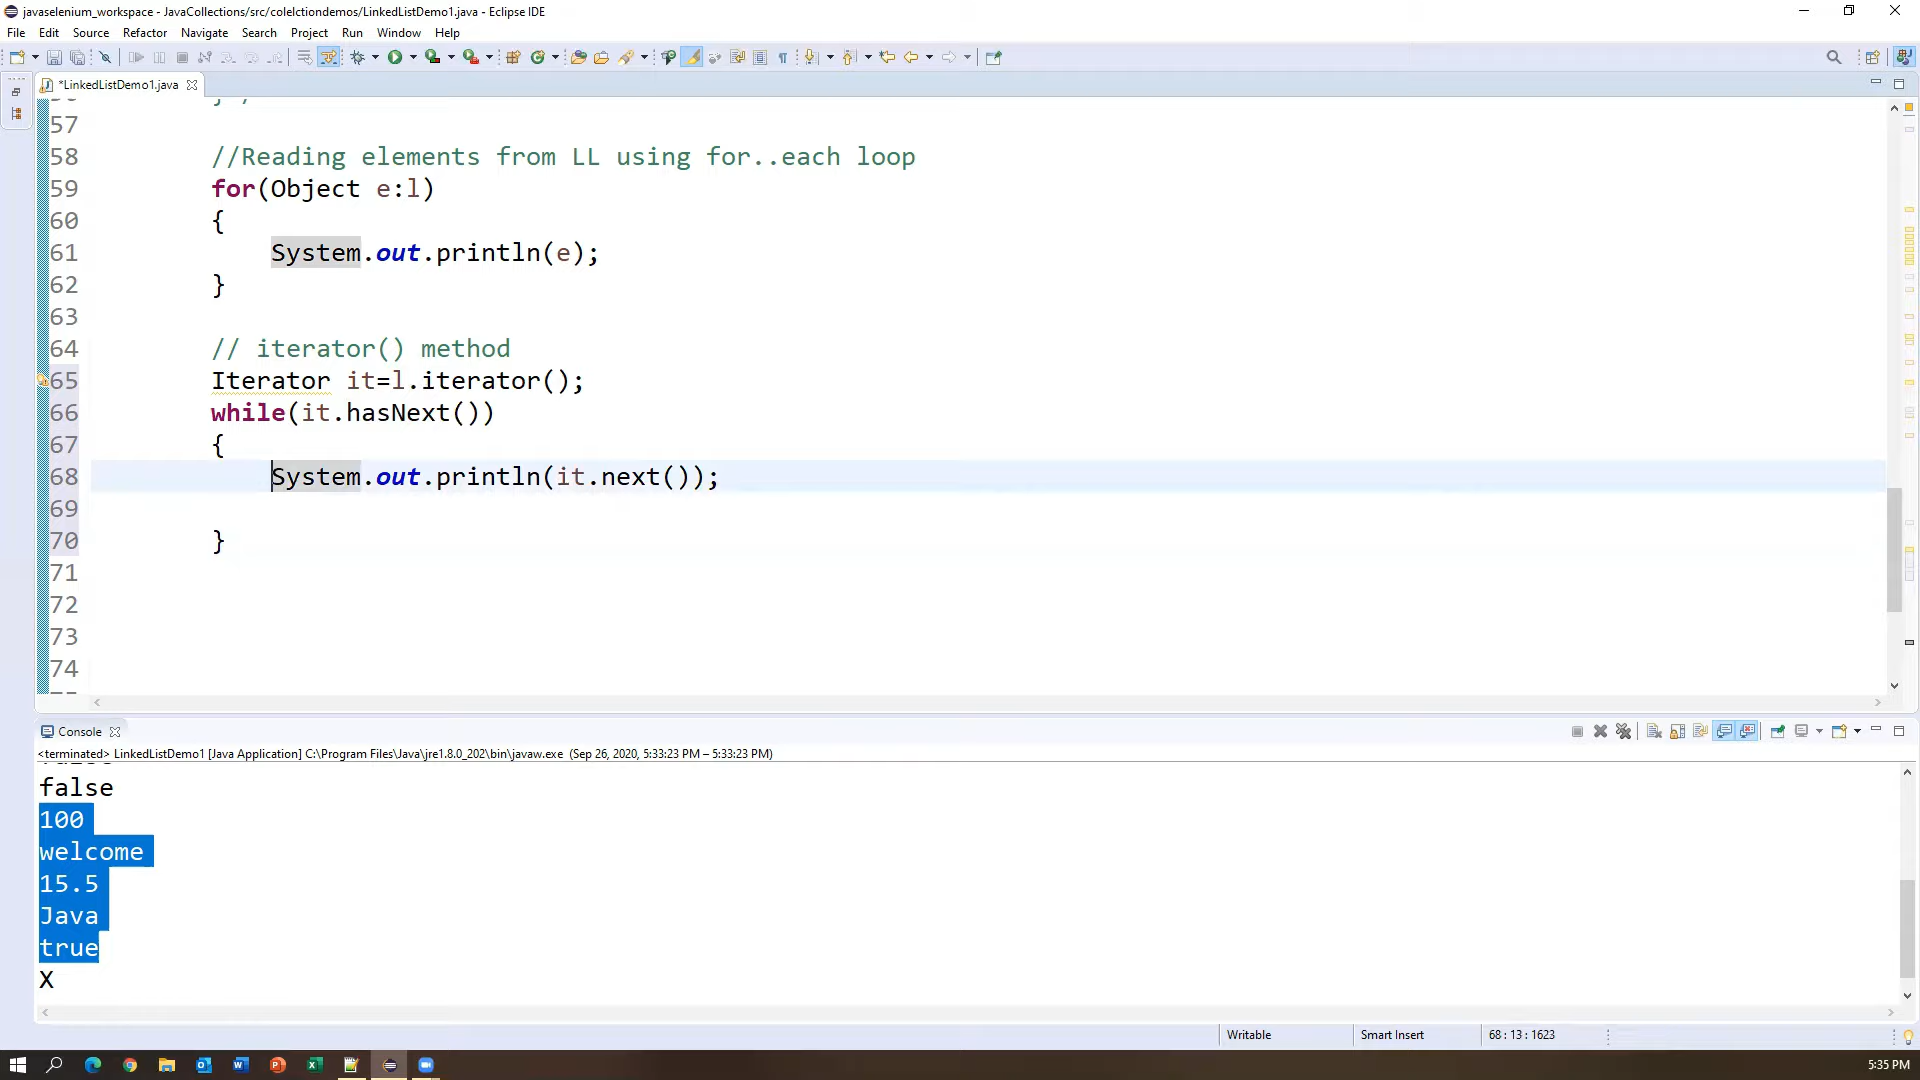 javaselenium_workspace - JavaCollections/src/colelctiondemos/LinkedListDemo1.java - Eclipse IDE
File Edit Source Refactor Navigate Search Project Run Window Help
*LinkedListDemo1.java
57
58 //Reading elements from LL using for..each loop
59 for(Object e:l)
60 {
61 System.out.println(e);
62 }
63
64 // iterator() method
65 Iterator it=l.iterator();
66 while(it.hasNext())
67 {
68 System.out.println(it.next());
69
70 }
71
72
73
74
Console
<terminated> LinkedListDemo1 [Java Application] C:\Program Files\Java\jre1.8.0_202\bin\javaw.exe (Sep 26, 2020, 5:33:23 PM – 5:33:23 PM)
false
100
welcome
15.5
Java
true
X
Writable Smart Insert 68 : 13 : 1623
5:35 PM